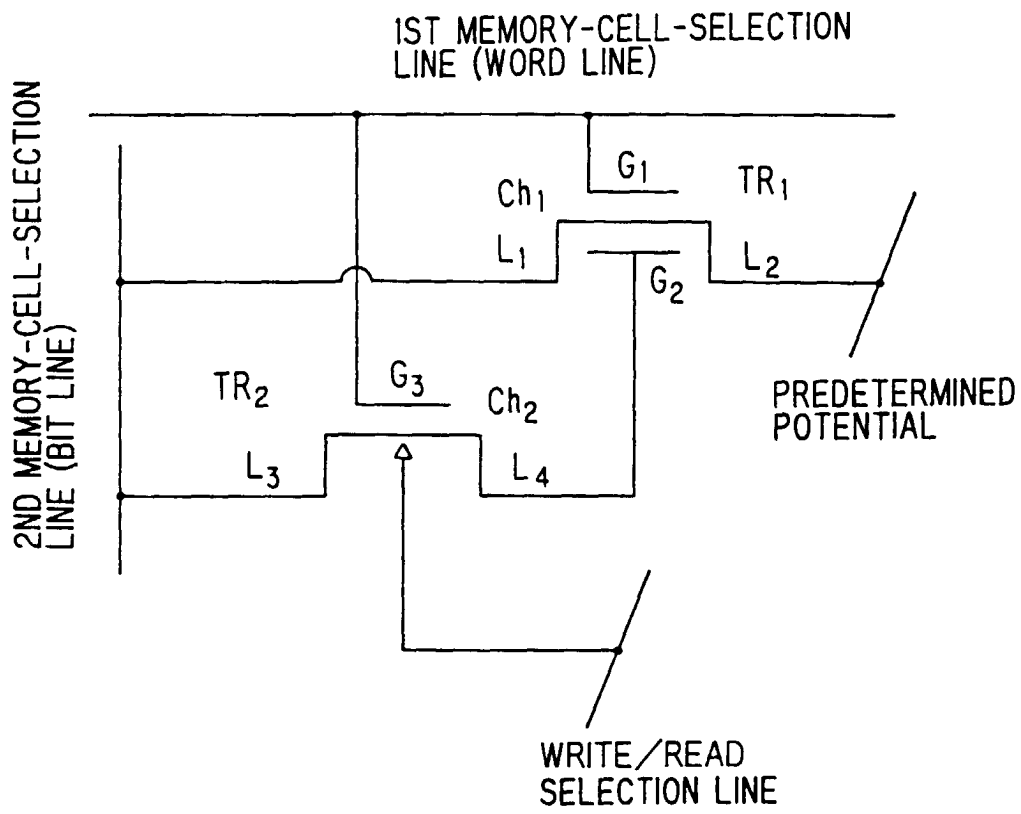 1ST MEMORY-CELL-SELECTION
LINE (WORD LINE)
2ND MEMORY-CELL-SELECTION
LINE (BIT LINE)
G1
TR1
Ch1
L1
L2
G2
TR2
G3
Ch2
L3
L4
PREDETERMINED
POTENTIAL
WRITE/READ
SELECTION LINE